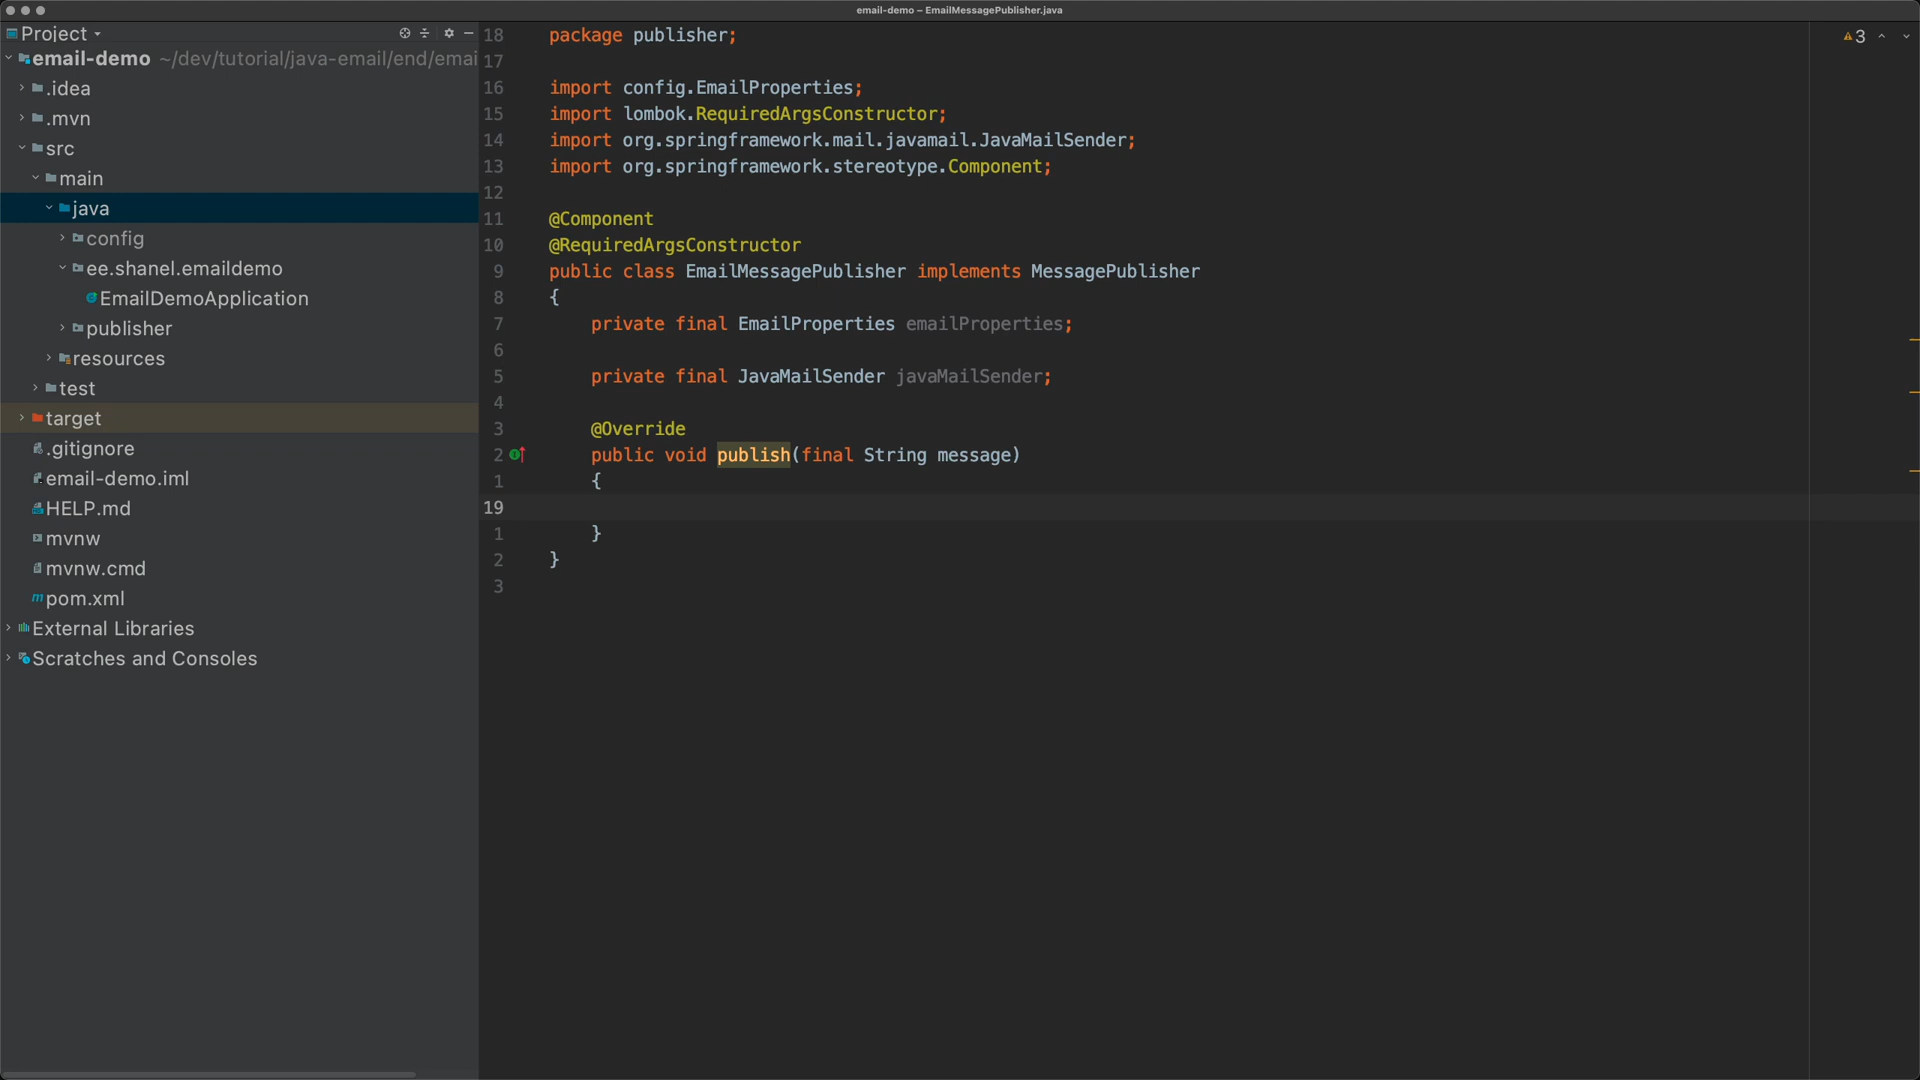 email-demo – EmailMessagePublisher.java
Project
email-demo ~/dev/tutorial/java-email/end/emai
.idea
.mvn
src
main
java
config
ee.shanel.emaildemo
EmailDemoApplication
publisher
resources
test
target
.gitignore
email-demo.iml
HELP.md
mvnw
mvnw.cmd
pom.xml
External Libraries
Scratches and Consoles
18 package publisher;
17
16 import config.EmailProperties;
15 import lombok.RequiredArgsConstructor;
14 import org.springframework.mail.javamail.JavaMailSender;
13 import org.springframework.stereotype.Component;
12
11 @Component
10 @RequiredArgsConstructor
9 public class EmailMessagePublisher implements MessagePublisher
8 {
7 private final EmailProperties emailProperties;
6
5 private final JavaMailSender javaMailSender;
4
3 @Override
2 public void publish(final String message)
1 {
19
1 }
2 }
3
3